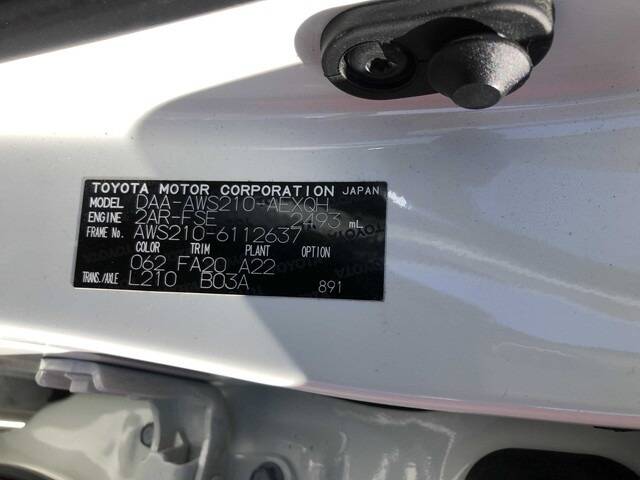 TOYOTA MOTOR CORPORATION JAPAN
MODEL DAA-AWS210-AEXQH
ENGINE 2AR-FSE 2493 mL
FRAME No. AWS210-6112637
COLOR TRIM PLANT OPTION
062 FA20 A22
TRANS./AXLE L210 B03A 891